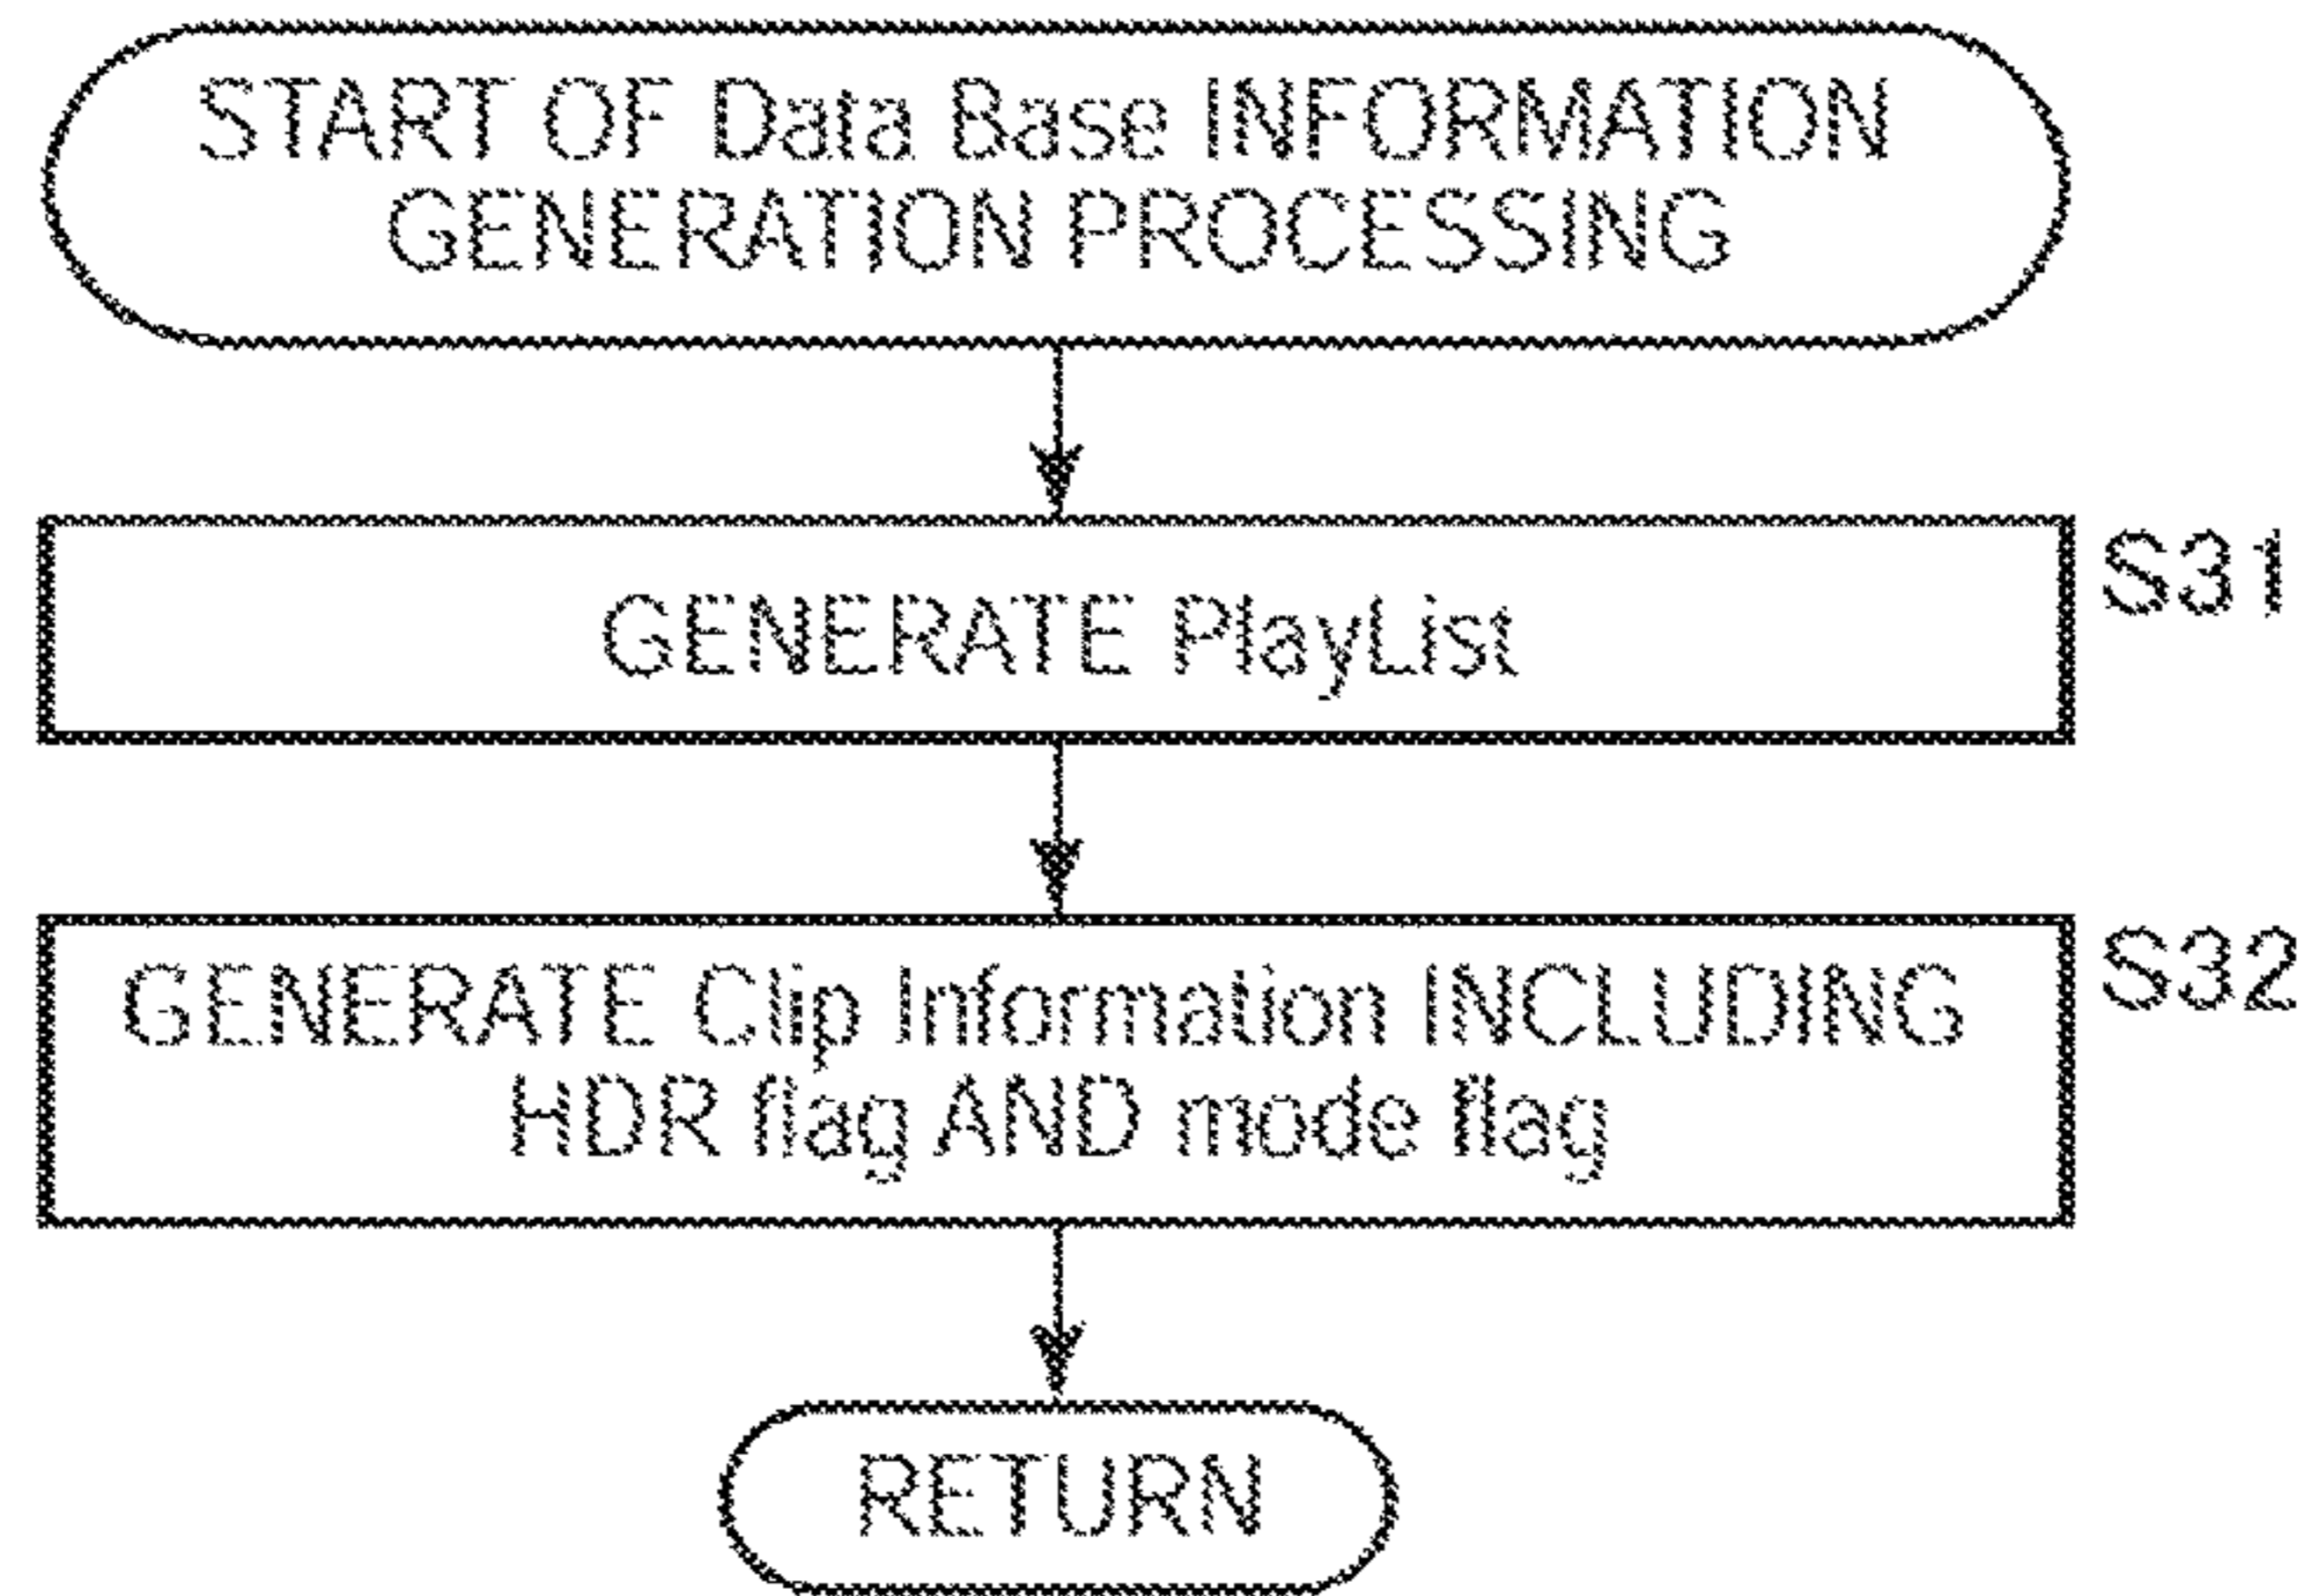 START OF Data Base INFORMATION
GENERATION PROCESSING
GENERATE PlayList
S31
GENERATE Clip Information INCLUDING
HDR flag AND mode flag
S32
RETURN